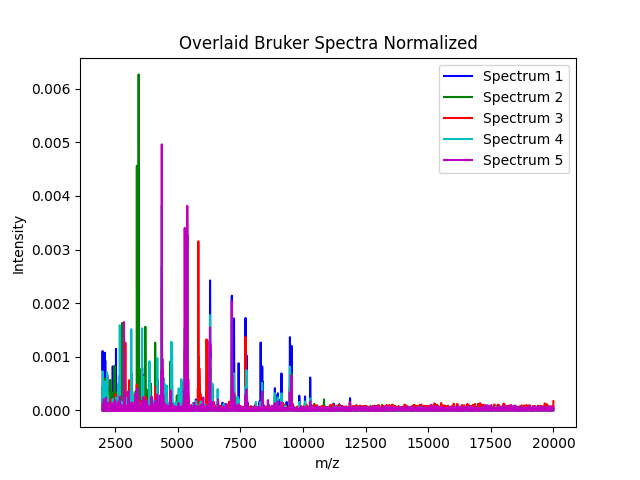 Overlaid Bruker Spectra Normalized
Spectrum 1
Spectrum 2
Spectrum 3
Spectrum 4
Spectrum 5
0.006
0.005
0.004
0.003
0.002
0.001
0.000
Intensity
2500 5000 7500 10000 12500 15000 17500 20000
m/z